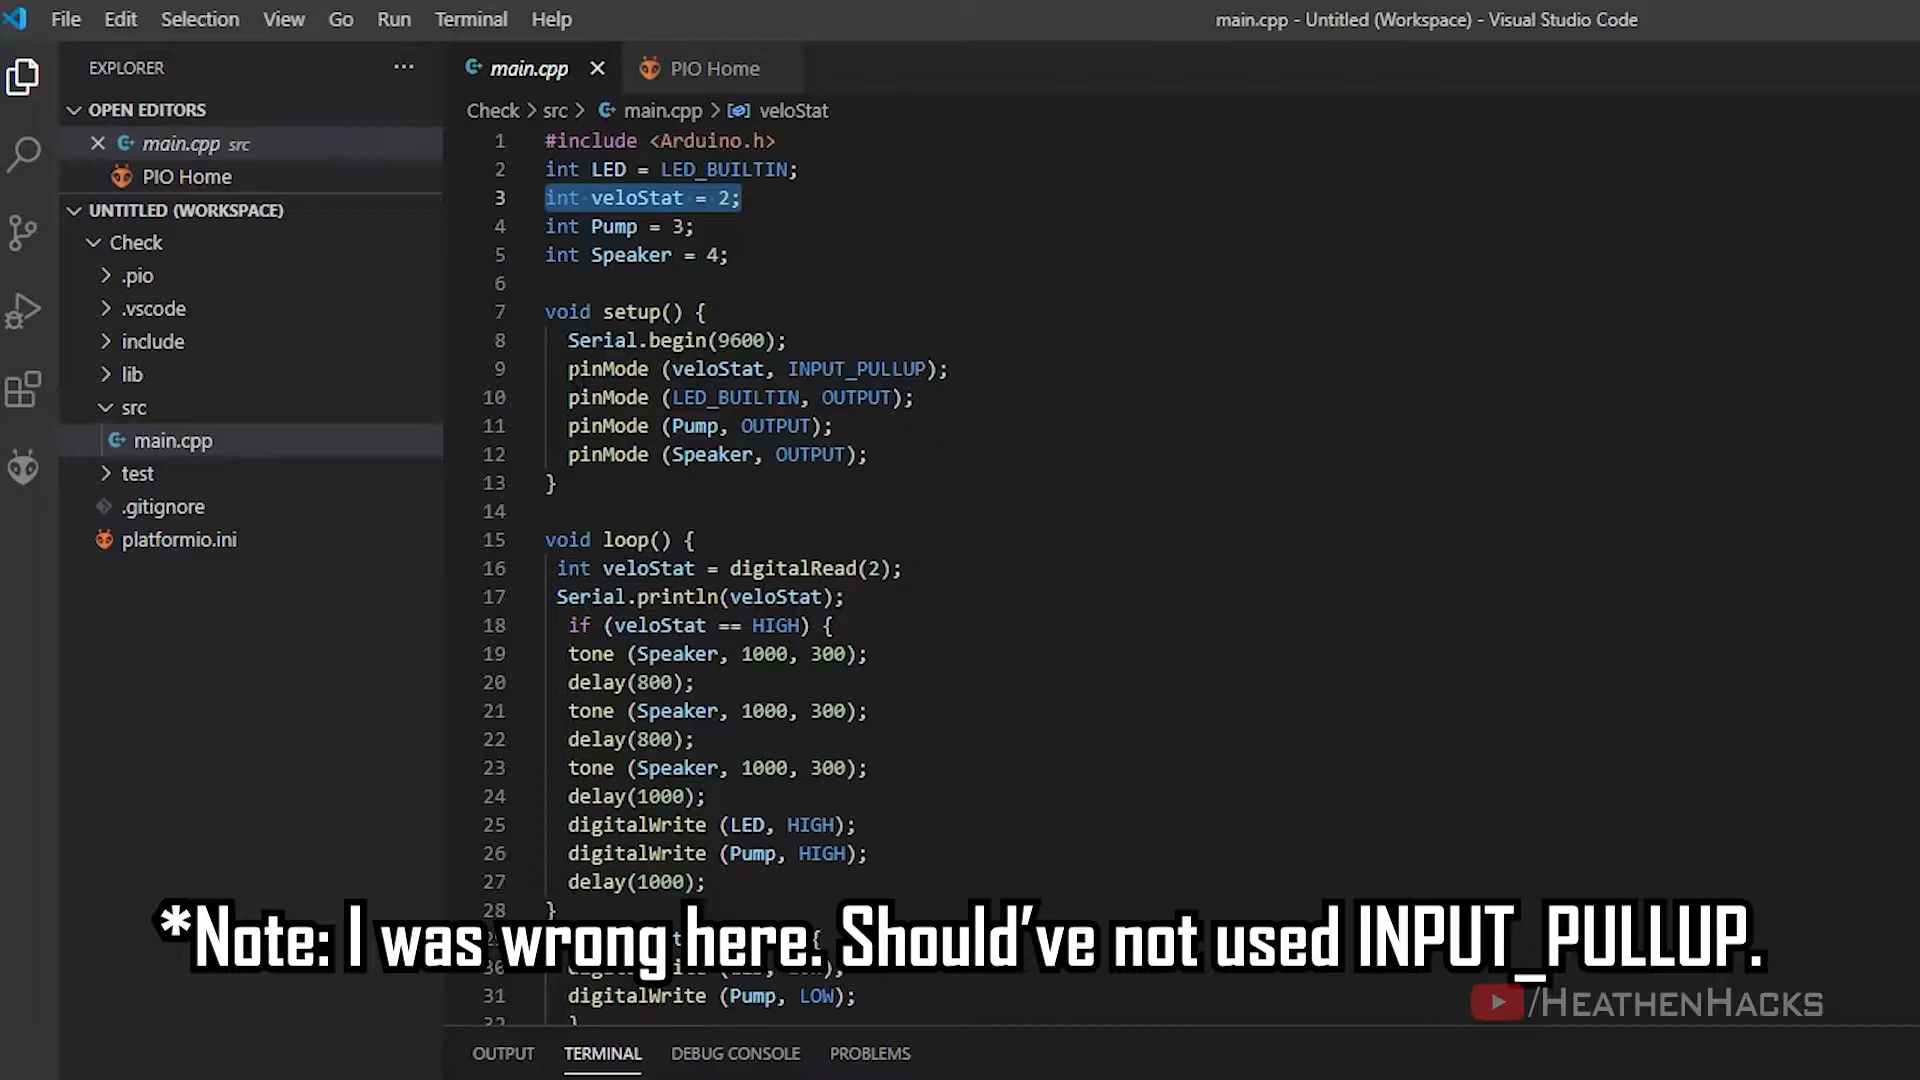 File Edit Selection View Go Run Terminal Help
main.cpp - Untitled (Workspace) - Visual Studio Code
EXPLORER ...
OPEN EDITORS
main.cpp src
PIO Home
UNTITLED (WORKSPACE)
Check
.pio
.vscode
include
lib
src
main.cpp
test
.gitignore
platformio.ini
main.cpp PIO Home
Check > src > main.cpp > veloStat
1 #include <Arduino.h>
2 int LED = LED_BUILTIN;
3 int veloStat = 2;
4 int Pump = 3;
5 int Speaker = 4;
6
7 void setup() {
8 Serial.begin(9600);
9 pinMode (veloStat, INPUT_PULLUP);
10 pinMode (LED_BUILTIN, OUTPUT);
11 pinMode (Pump, OUTPUT);
12 pinMode (Speaker, OUTPUT);
13 }
14
15 void loop() {
16 int veloStat = digitalRead(2);
17 Serial.println(veloStat);
18 if (veloStat == HIGH) {
19 tone (Speaker, 1000, 300);
20 delay(800);
21 tone (Speaker, 1000, 300);
22 delay(800);
23 tone (Speaker, 1000, 300);
24 delay(1000);
25 digitalWrite (LED, HIGH);
26 digitalWrite (Pump, HIGH);
27 delay(1000);
28 }
*Note: I was wrong here. Should've not used INPUT_PULLUP.
31 digitalWrite (Pump, LOW);
/HEATHENHACKS
OUTPUT TERMINAL DEBUG CONSOLE PROBLEMS